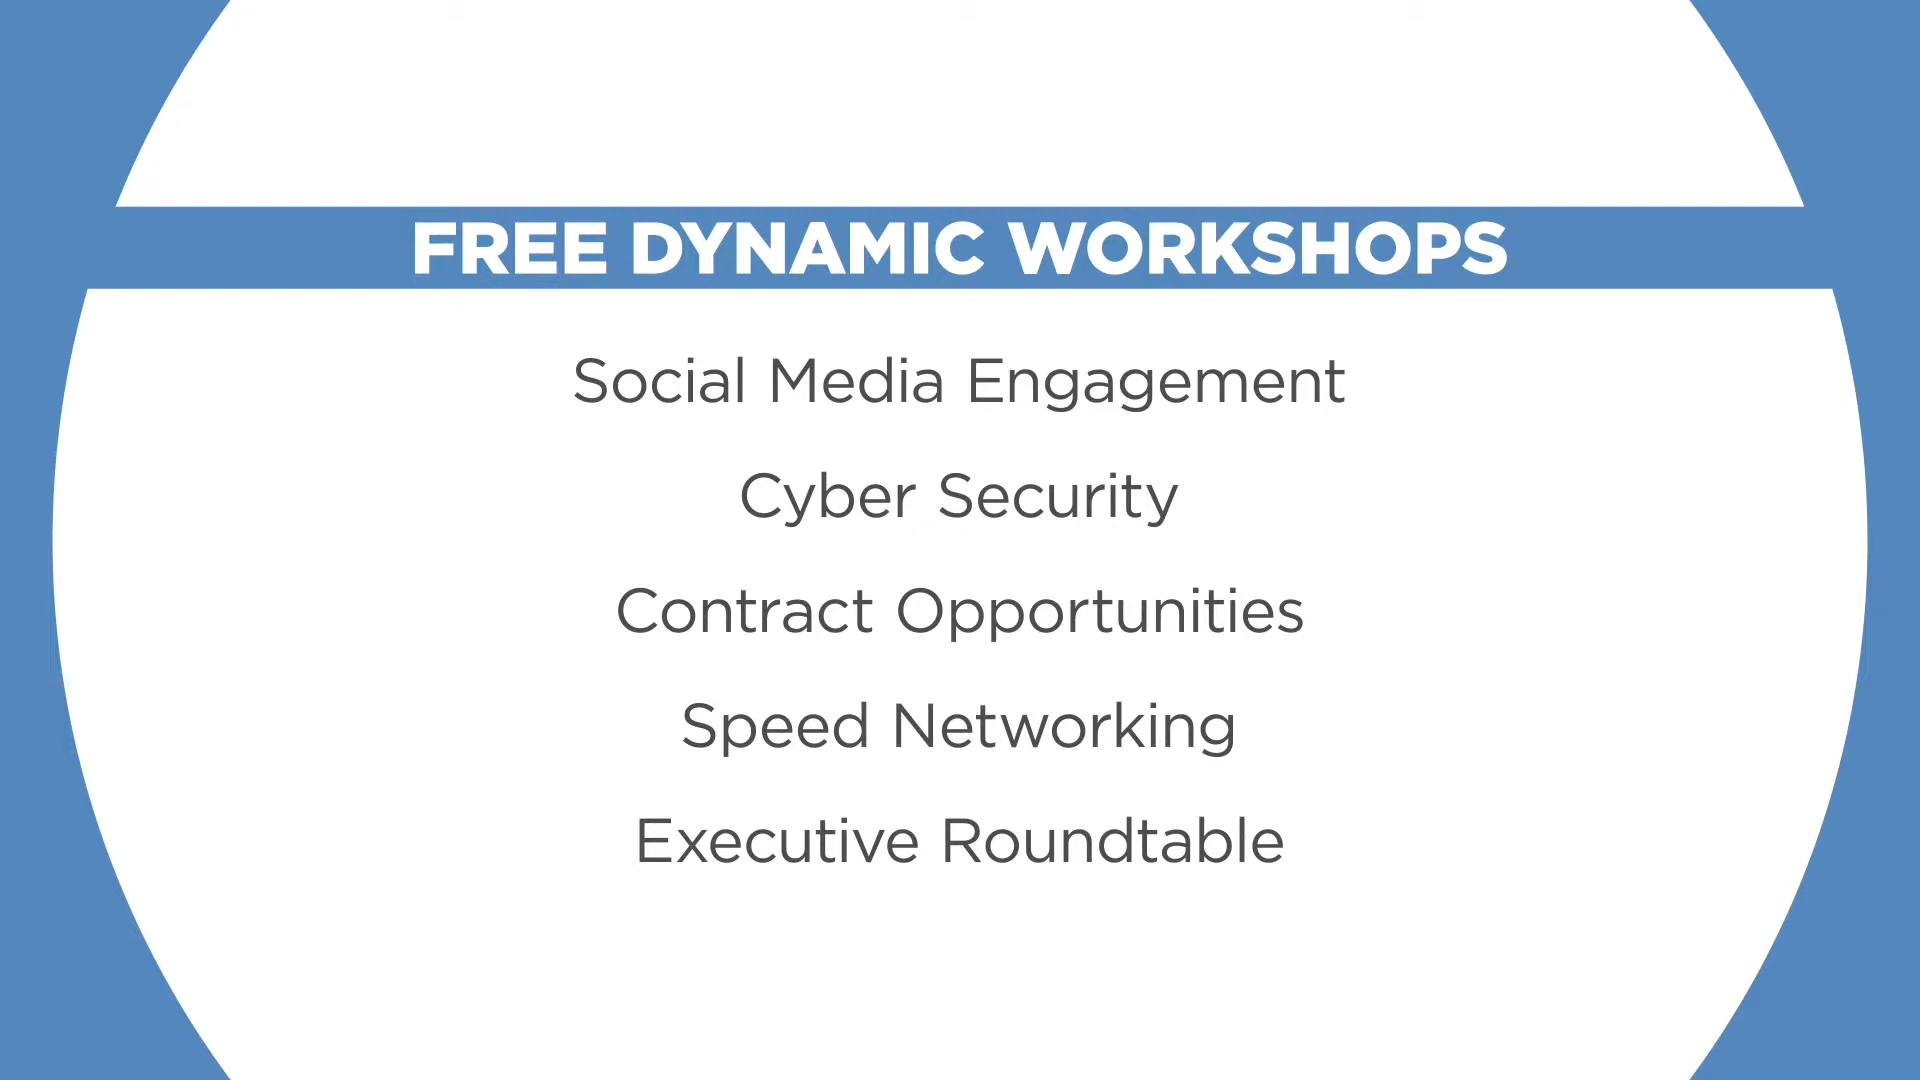 FREE DYNAMIC WORKSHOPS
Social Media Engagement
Cyber Security
Contract Opportunities
Speed Networking
Executive Roundtable